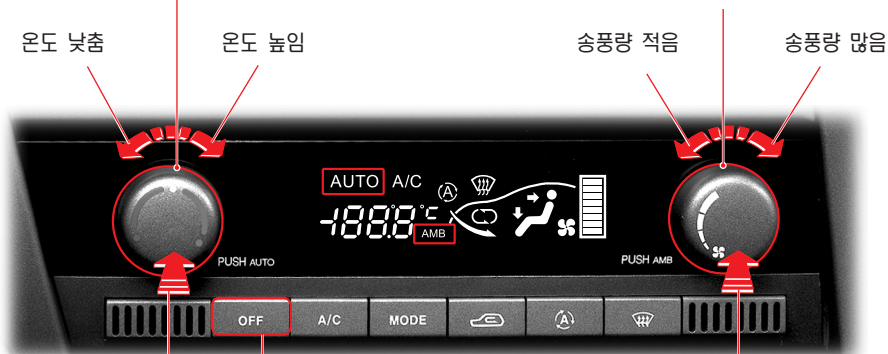 온도 낮춤 온도 높임 송풍량 적음 송풍량 많음
AUTO A/C
-188.8°C
AMB
PUSH AUTO PUSH AMB
OFF A/C MODE